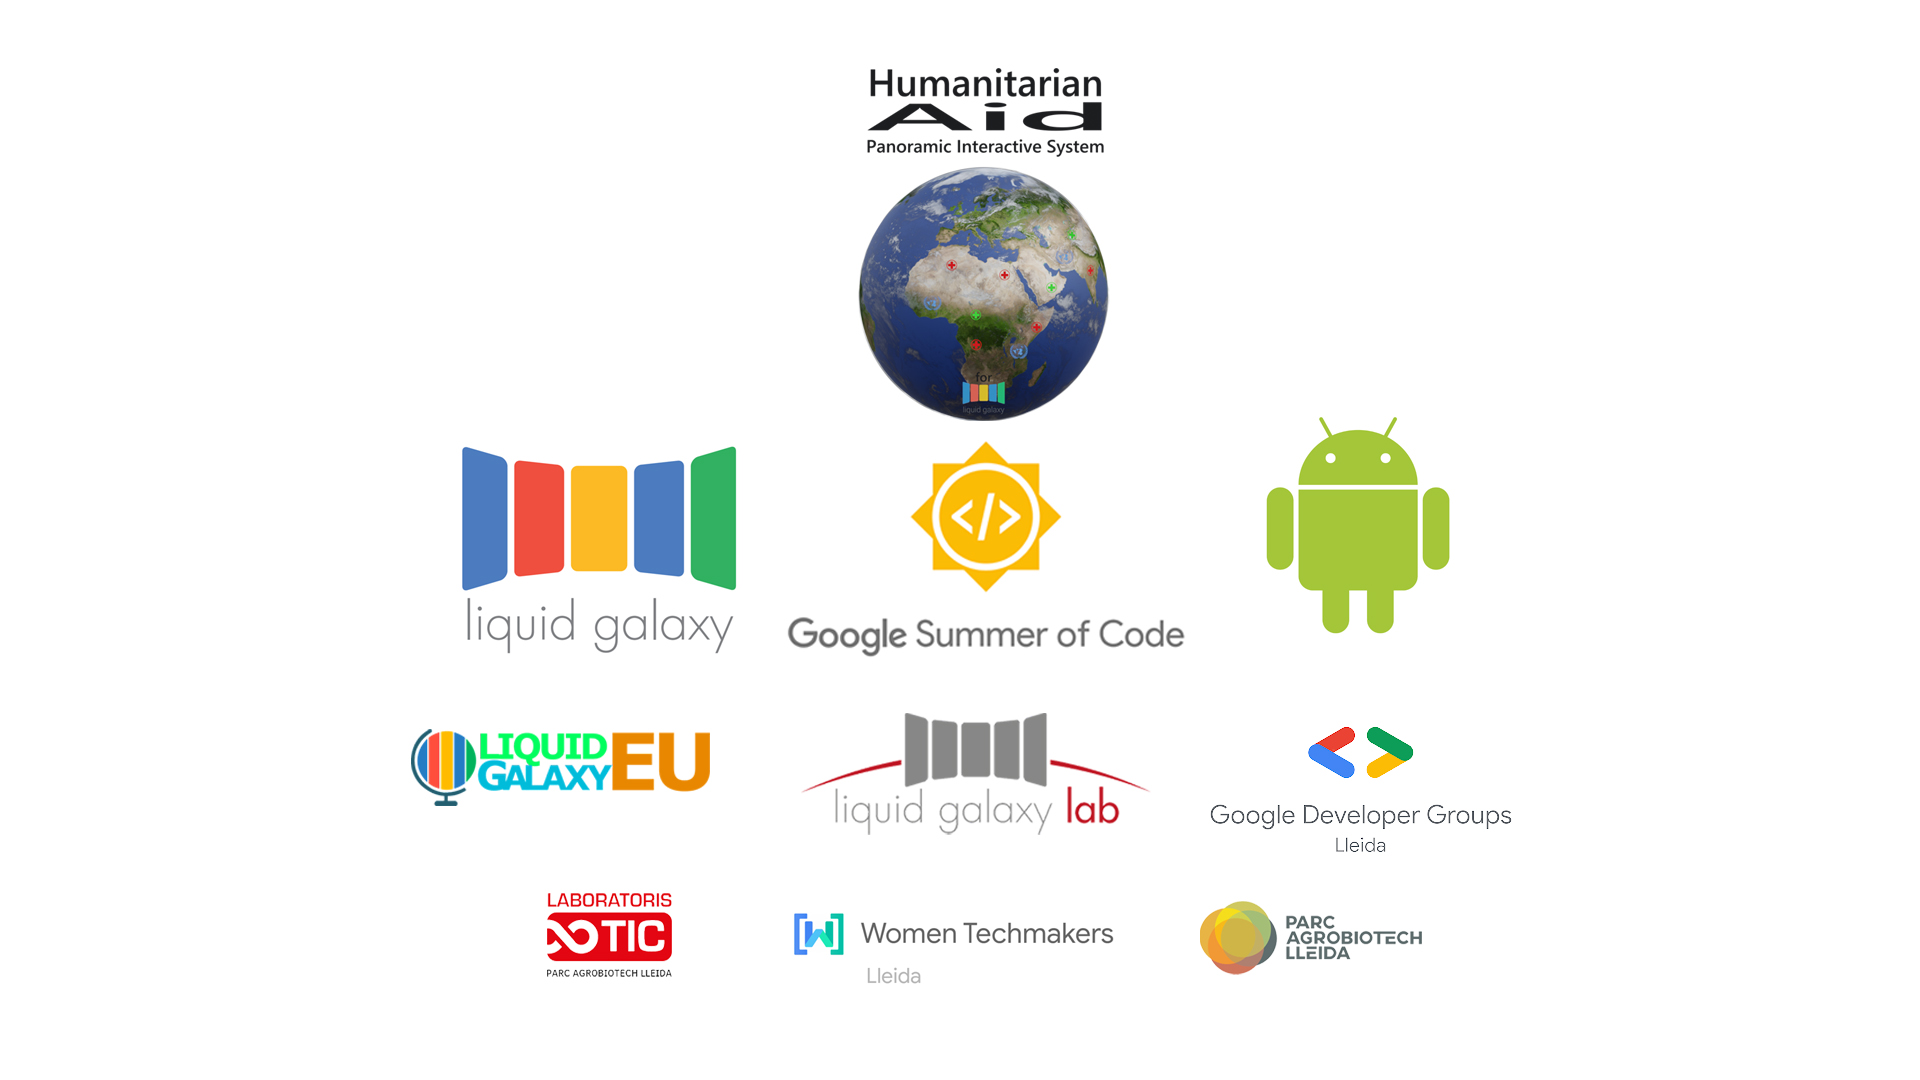 Humanitarian
Aid
Panoramic Interactive System
for
liquid galaxy
liquid galaxy
Google Summer of Code
LIQUID
GALAXY EU
liquid galaxy lab
Google Developer Groups
Lleida
LABORATORIS
TIC
PARC AGROBIOTECH LLEIDA
Women Techmakers
Lleida
PARC
AGROBIOTECH
LLEIDA